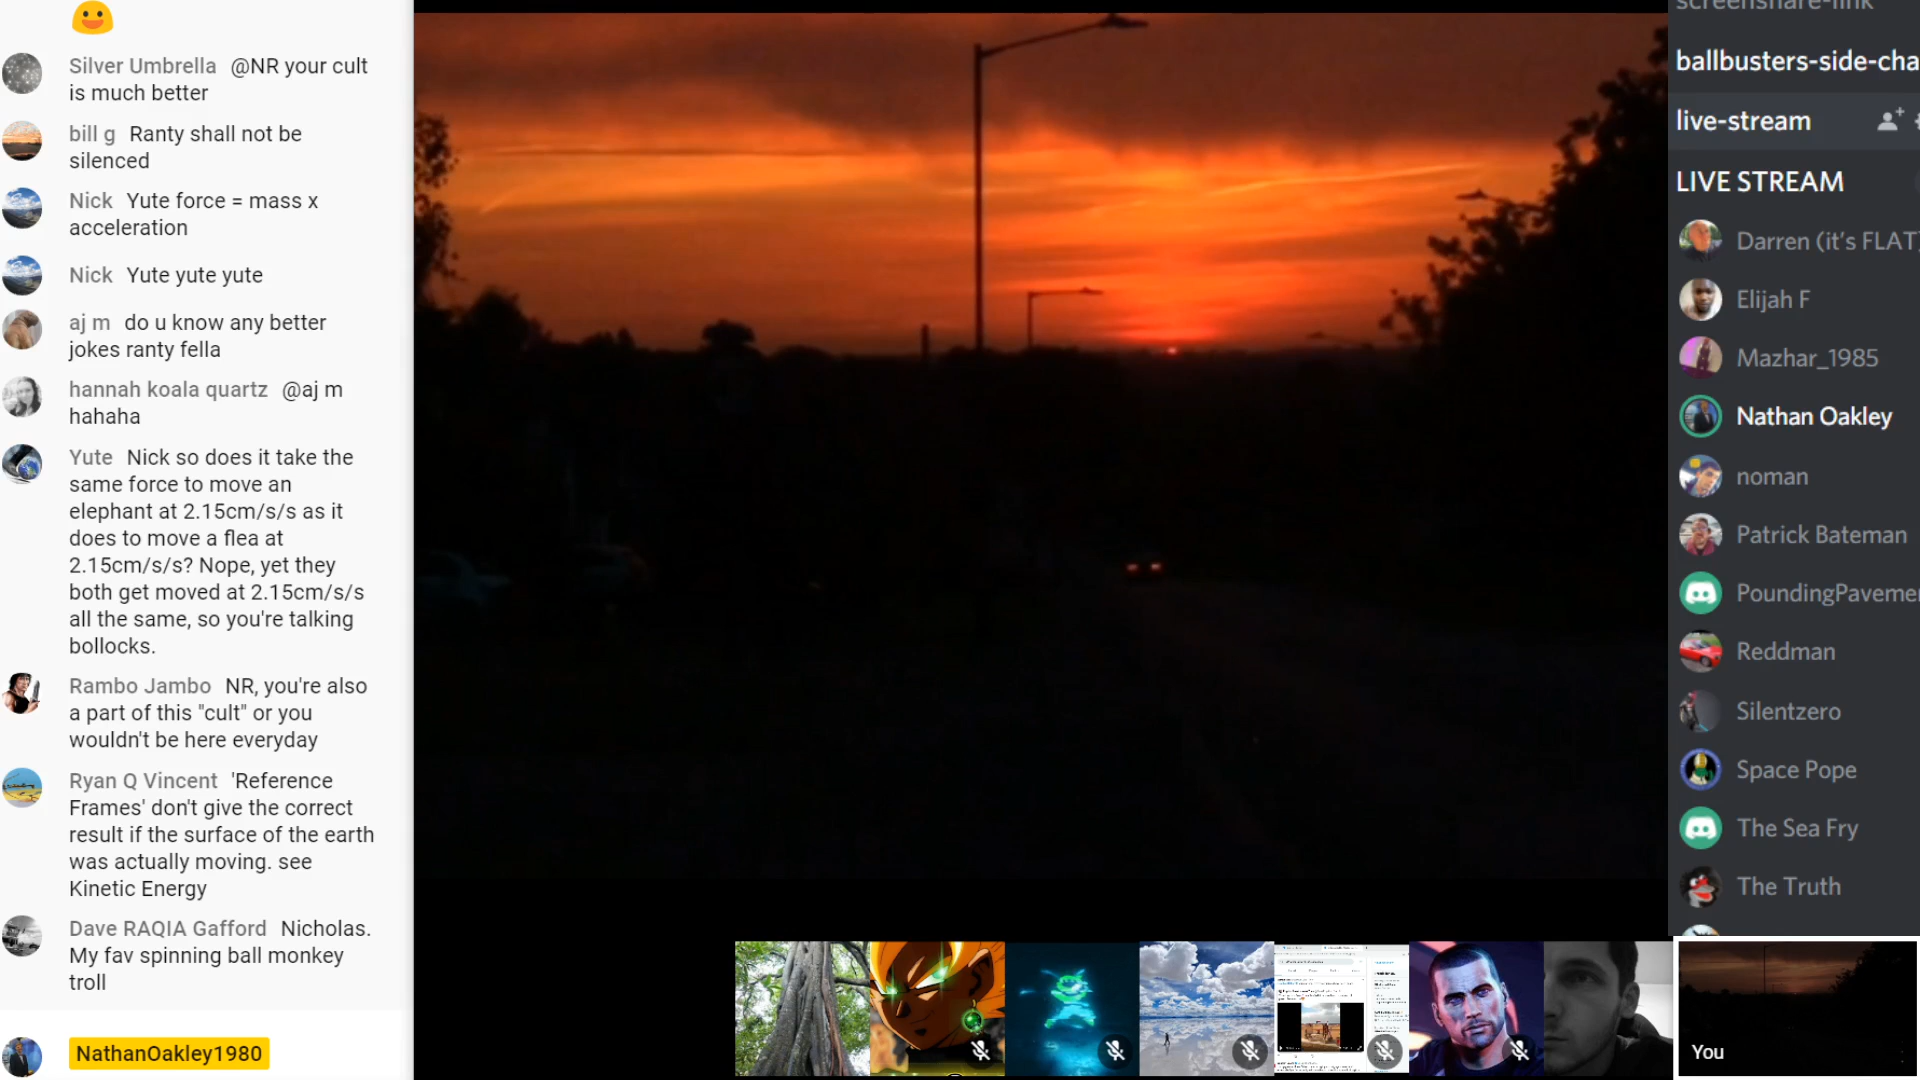 Silver Umbrella @NR your cult
is much better
bill g Ranty shall not be
silenced
Nick Yute force = mass x
acceleration
Nick Yute yute yute
aj m do u know any better
jokes ranty fella
hannah koala quartz @aj m
hahaha
Yute Nick so does it take the
same force to move an
elephant at 2.15cm/s/s as it
does to move a flea at
2.15cm/s/s? Nope, yet they
both get moved at 2.15cm/s/s
all the same, so you're talking
bollocks.
Rambo Jambo NR, you're also
a part of this "cult" or you
wouldn't be here everyday
Ryan Q Vincent 'Reference
Frames' don't give the correct
result if the surface of the earth
was actually moving. see
Kinetic Energy
Dave RAQIA Gafford Nicholas.
My fav spinning ball monkey
troll
NathanOakley1980
screenshare-link
ballbusters-side-cha
live-stream
LIVE STREAM
Darren (it's FLAT)
Elijah F
Mazhar_1985
Nathan Oakley
noman
Patrick Bateman
PoundingPaveme
Reddman
Silentzero
Space Pope
The Sea Fry
The Truth
You